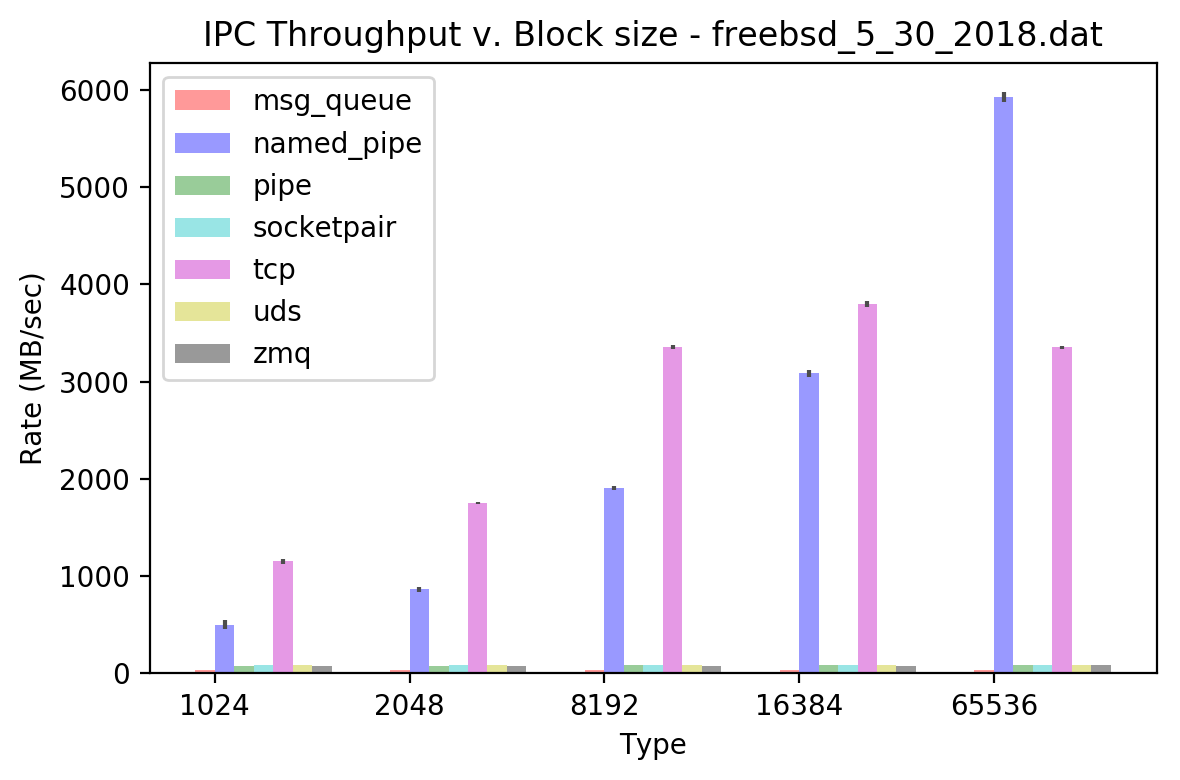 IPC Throughput v. Block size - freebsd_5_30_2018.dat
6000
5000
4000
3000
2000
1000
0
Rate (MB/sec)
msg_queue
named_pipe
pipe
socketpair
tcp
uds
zmq
1024 2048 8192 16384 65536
Type